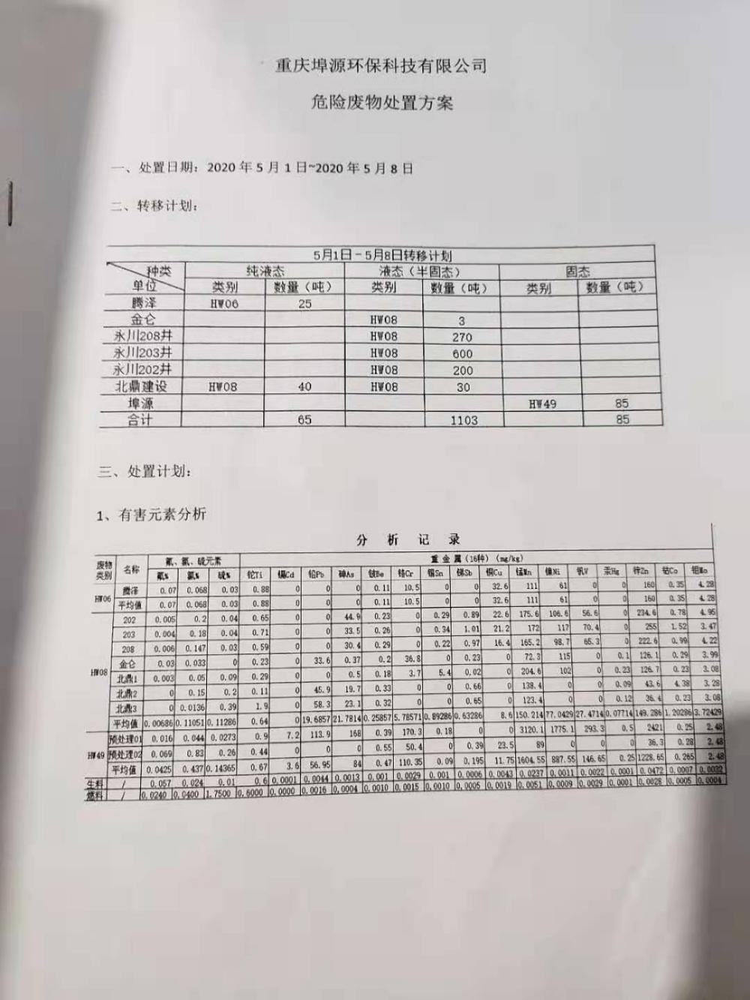 重庆埠源环保科技有限公司
危险废物处置方案
一、处置日期：2020 年 5 月 1 日~2020 年 5 月 8 日
二、转移计划：
5月1日－5月8日转移计划
种类 纯液态 液态（半固态） 固态
单位 类别 数量（吨） 类别 数量（吨） 类别 数量（吨）
腾泽 HW06 25
金仑 HW08 3
永川208井 HW08 270
永川203井 HW08 600
永川202井 HW08 200
北鼎建设 HW08 40 HW08 30
埠源 HW49 85
合计 65 1103 85
三、处置计划：
1、有害元素分析
分 析 记 录
废物类别 名称 氟、氯、硫元素 重金属(16种) (mg/kg)
氟% 氯% 硫% 铊Ti 镉Cd 铅Pb 砷As 铍Be 铬Cr 锡Sn 锑Sb 铜Cu 锰Mn 镍Ni 钒V 汞Hg 锌Zn 钴Co 钼Mo
HW06 腾泽 0.07 0.068 0.03 0.88 0 0 0 0.11 10.5 0 0 32.6 111 61 0 0 160 0.35 4.28
平均值 0.07 0.068 0.03 0.88 0 0 0 0.11 10.5 0 0 32.6 111 61 0 0 160 0.35 4.28
HW08 202 0.005 0.2 0.04 0.65 0 0 44.9 0.23 0 0.29 0.89 22.6 175.6 106.6 56.6 0 234.6 0.78 4.95
203 0.004 0.18 0.04 0.71 0 0 33.5 0.26 0 0.34 1.01 21.2 172 117 70.4 0 255 1.52 3.47
208 0.006 0.147 0.03 0.59 0 0 30.4 0.29 0 0.22 0.97 16.4 165.2 98.7 65.3 0 222.6 0.99 4.22
金仑 0.03 0.033 0 0.23 0 33.6 0.37 0.2 36.8 0 0.23 0 72.3 115 0 0.1 126.1 0.29 3.99
北鼎1 0.003 0.05 0.09 0.29 0 0 0.5 0.18 3.7 5.4 0.02 0 204.6 102 0 0.23 126.7 0.23 3.08
北鼎2 0 0.15 0.2 0.11 0 45.9 19.7 0.33 0 0 0.66 0 138.4 0 0 0.09 43.6 4.38 3.28
北鼎3 0 0.0136 0.39 1.9 0 58.3 23.1 0.32 0 0 0.65 0 123.4 0 0 0.12 36.4 0.23 3.08
平均值 0.00686 0.11051 0.11286 0.64 0 19.6857 21.7814 0.25857 5.78571 0.89286 0.63286 8.6 150.214 77.0429 27.4714 0.07714 149.286 1.20286 3.72429
HW49 预处理01 0.016 0.044 0.0273 0.9 7.2 113.9 168 0.39 170.3 0.18 0 0 3120.1 1775.1 293.3 0.5 2421 0.25 2.48
预处理02 0.069 0.83 0.26 0.44 0 0 0 0.55 50.4 0 0.39 23.5 89 0 0 0 36.3 0.28 2.48
平均值 0.0425 0.437 0.14365 0.67 3.6 56.95 84 0.47 110.35 0.09 0.195 11.75 1604.55 887.55 146.65 0.25 1228.65 0.265 2.48
生料 / 0.057 0.024 0.01 0.6 0.0001 0.0044 0.0013 0.001 0.0029 0.001 0.0006 0.0043 0.0237 0.0011 0.0022 0.0001 0.0472 0.0007 0.0032
燃料 / 0.0240 0.0400 1.7500 0.6000 0.0000 0.0016 0.0004 0.0010 0.0015 0.0010 0.0005 0.0019 0.0051 0.0009 0.0029 0.0001 0.0028 0.0005 0.0004